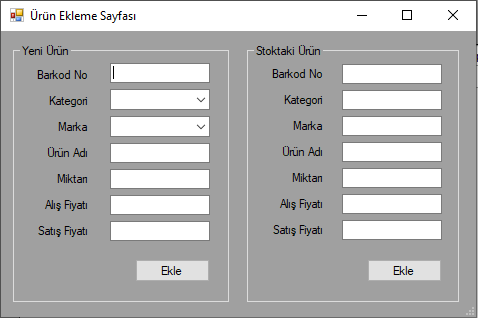 Ürün Ekleme Sayfası
Yeni Ürün
Barkod No
Kategori
Marka
Ürün Adı
Miktarı
Alış Fiyatı
Satış Fiyatı
Ekle
Stoktaki Ürün
Barkod No
Kategori
Marka
Ürün Adı
Miktarı
Alış Fiyatı
Satış Fiyatı
Ekle